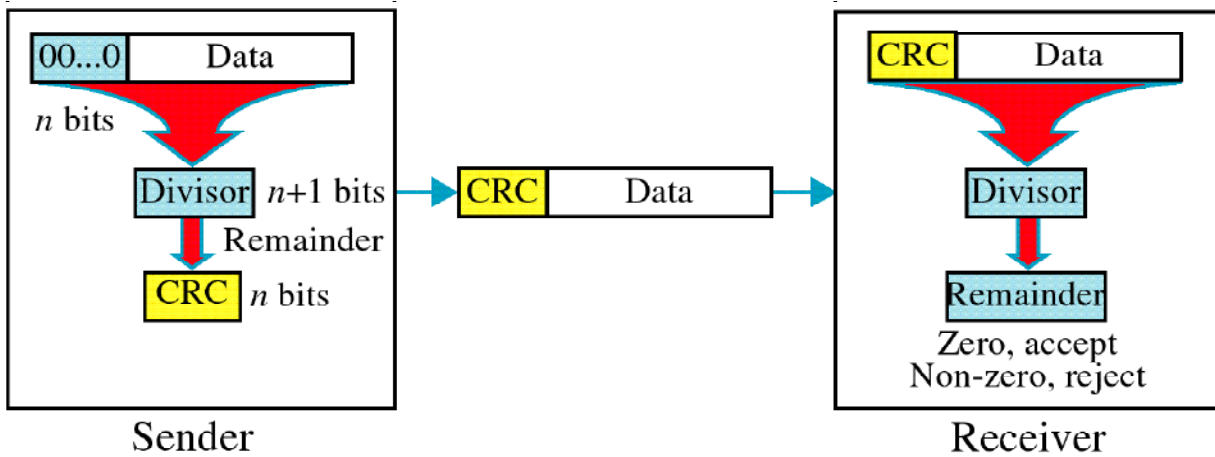 00...0 Data
n bits
Divisor n+1 bits
Remainder
CRC n bits
Sender
CRC Data
CRC Data
Divisor
Remainder
Zero, accept
Non-zero, reject
Receiver